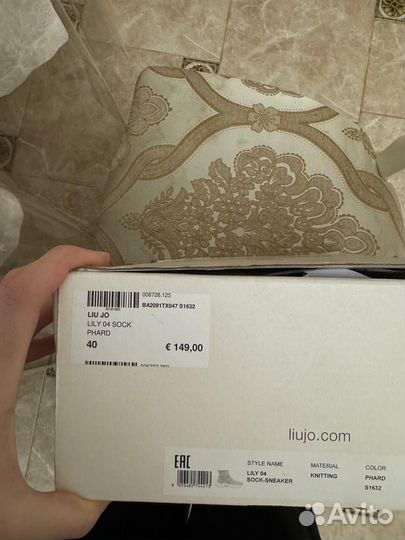 006726:125
BA2091TX047 S1632
LIU JO
LILY 04 SOCK
PHARD
40 € 149,00
liujo.com
EAC
STYLE NAME MATERIAL COLOR
LILY 04 KNITTING PHARD
SOCK-SNEAKER S1632
Avito